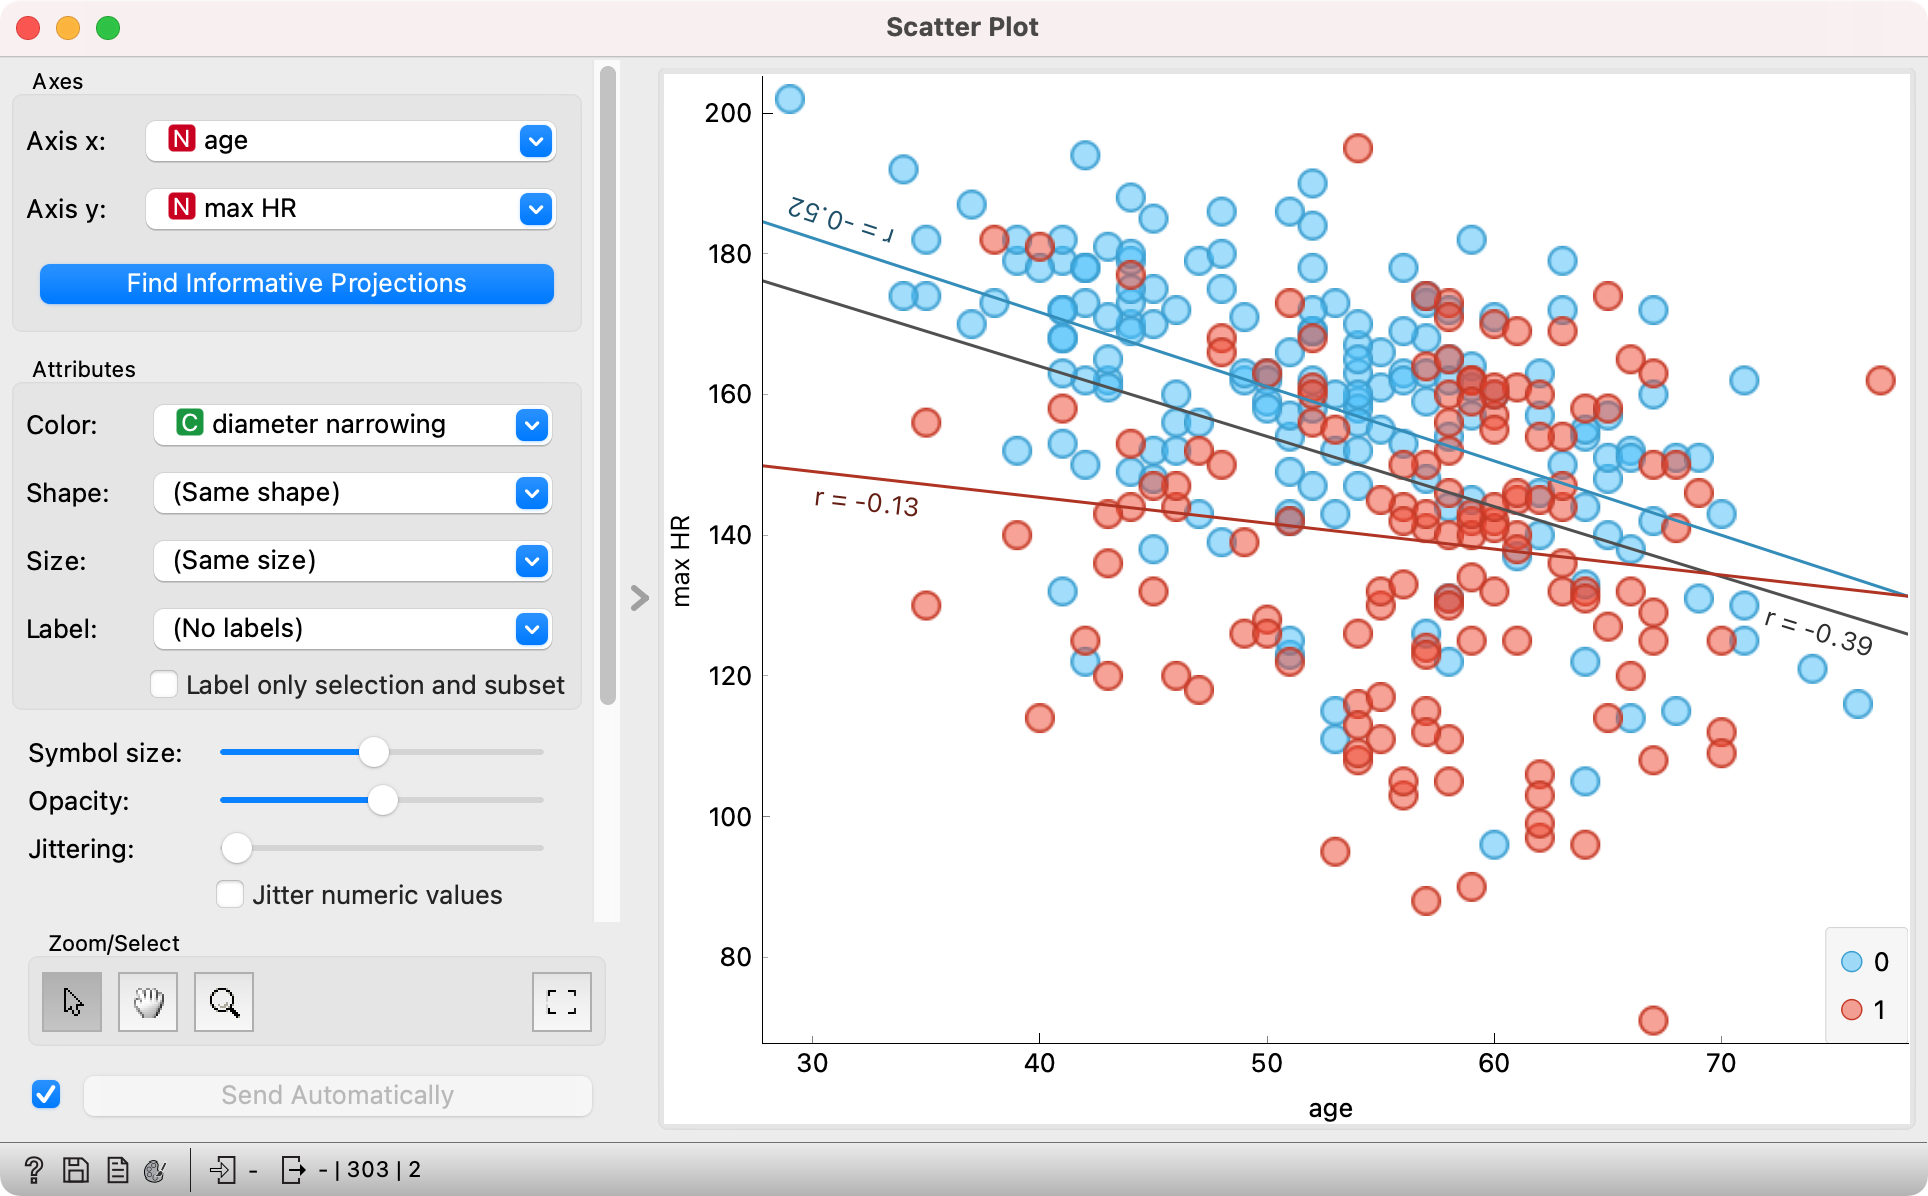 Scatter Plot
Axes
Axis x:
N age
Axis y:
N max HR
Find Informative Projections
Attributes
Color:
C diameter narrowing
Shape:
(Same shape)
Size:
(Same size)
Label:
(No labels)
Label only selection and subset
Symbol size:
Opacity:
Jittering:
Jitter numeric values
Zoom/Select
Send Automatically
? - - | 303 | 2
200
180
160
140
120
100
80
max HR
30 40 50 60 70
age
r = -0.52
r = -0.13
r = -0.39
0
1